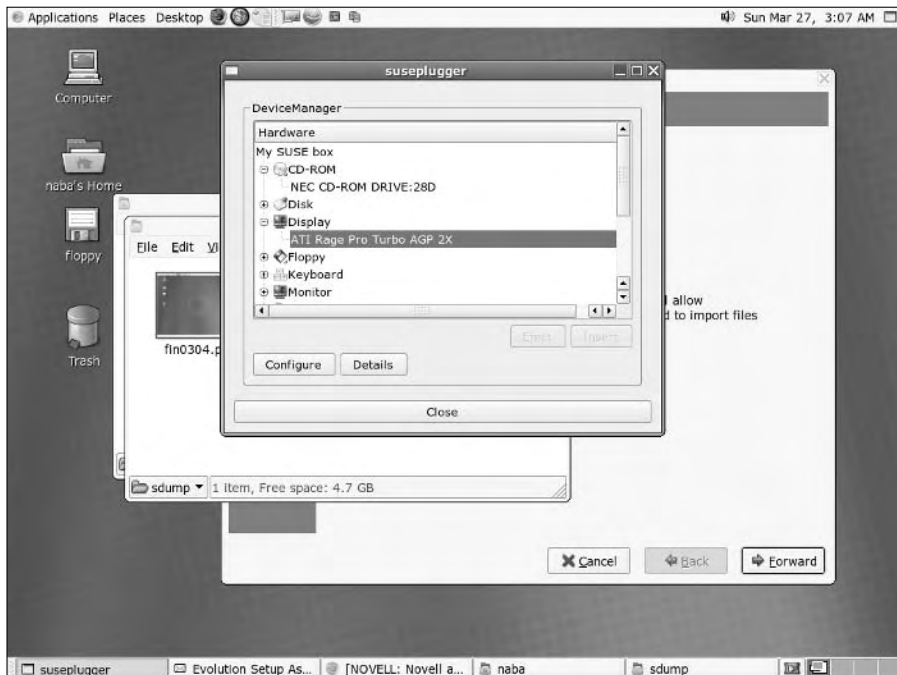 Applications Places Desktop
Sun Mar 27, 3:07 AM
Computer
naba's Home
floppy
Trash
suseplugger
DeviceManager
Hardware
My SUSE box
CD-ROM
NEC CD-ROM DRIVE:28D
Disk
Display
ATI Rage Pro Turbo AGP 2X
Floppy
Keyboard
Monitor
Eject Insert
Configure Details
Close
File Edit Vi
fin0304.p
sdump 1 item, Free space: 4.7 GB
allow
d to import files
Cancel Back Forward
suseplugger Evolution Setup As... [NOVELL: Novell a... naba sdump